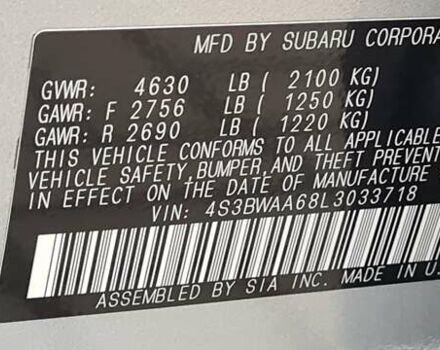 MFD BY SUBARU CORPORA
GVWR: 4630 LB ( 2100 KG)
GAWR: F 2756 LB ( 1250 KG)
GAWR: R 2690 LB ( 1220 KG)
THIS VEHICLE CONFORMS TO ALL APPLICABLE
VEHICLE SAFETY, BUMPER, AND THEFT PREVENT
IN EFFECT ON THE DATE OF MANUFACTURE
VIN: 4S3BWAA68L3033718
ASSEMBLED BY SIA INC. MADE IN U.